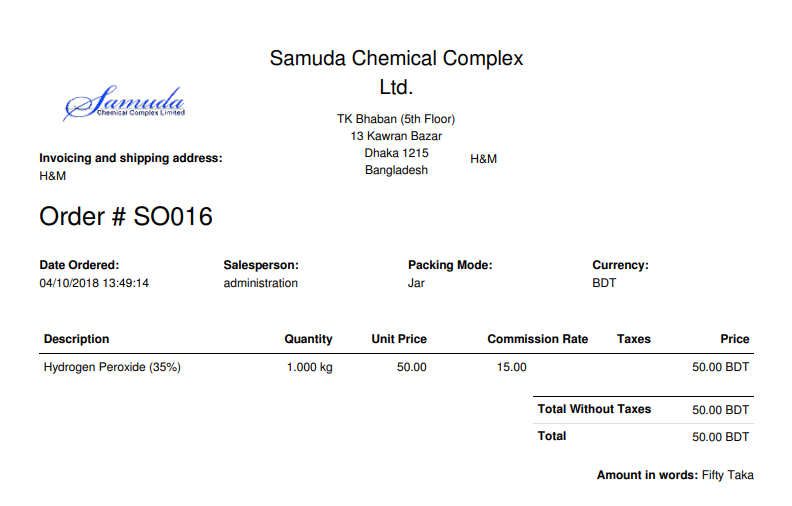 Samuda Chemical Complex
Ltd.
Samuda
Chemical Complex Limited
TK Bhaban (5th Floor)
13 Kawran Bazar
Dhaka 1215
Bangladesh
H&M
Invoicing and shipping address:
H&M
Order # SO016
Date Ordered: Salesperson: Packing Mode: Currency:
04/10/2018 13:49:14 administration Jar BDT
Description Quantity Unit Price Commission Rate Taxes Price
Hydrogen Peroxide (35%) 1.000 kg 50.00 15.00 50.00 BDT
Total Without Taxes 50.00 BDT
Total 50.00 BDT
Amount in words: Fifty Taka